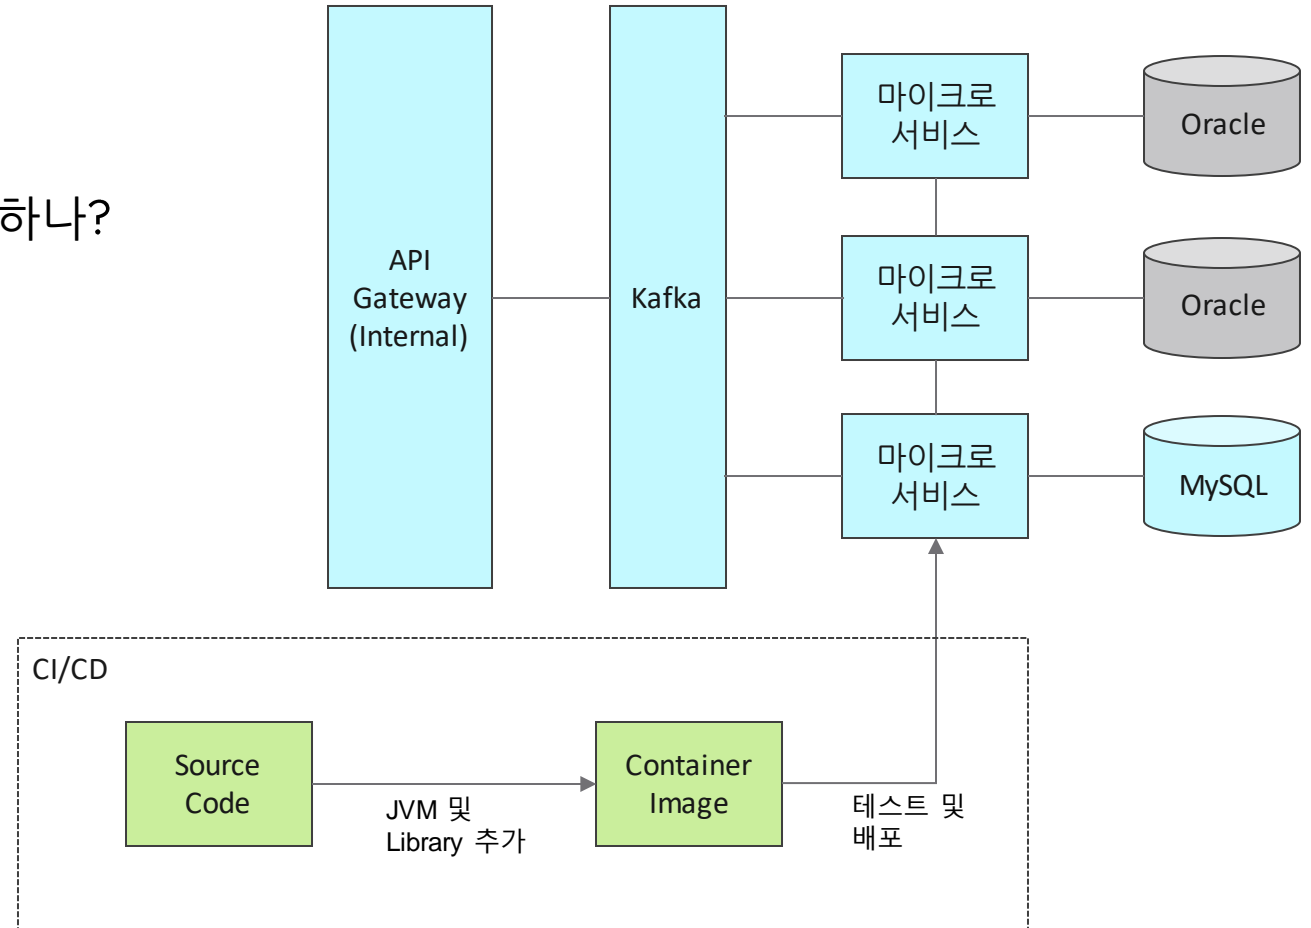 하나?
API
Gateway
(Internal)
Kafka
마이크로
서비스
Oracle
마이크로
서비스
Oracle
마이크로
서비스
MySQL
CI/CD
Source
Code
JVM 및
Library 추가
Container
Image
테스트 및
배포